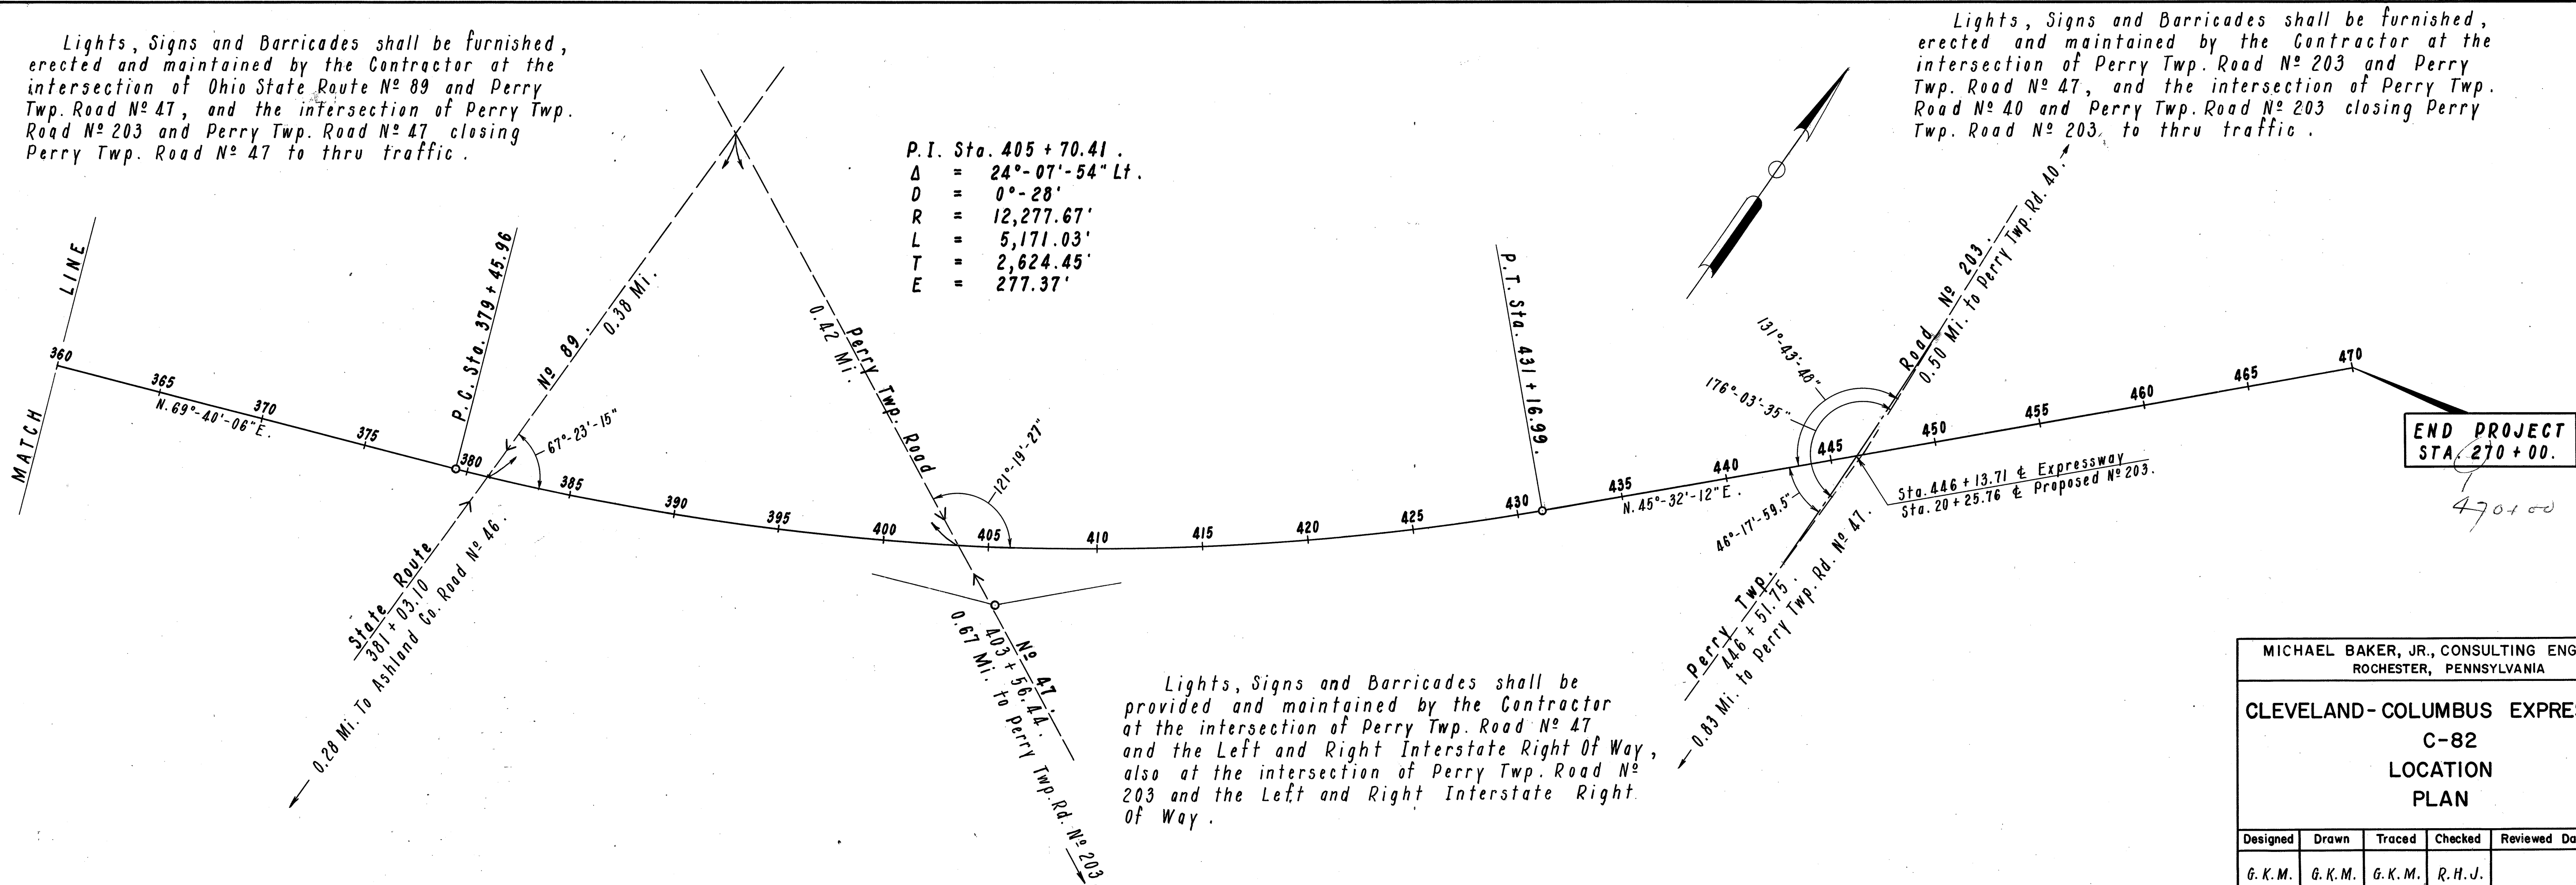 Lights, Signs and Barricades shall be furnished,
erected and maintained by the Contractor at the
intersection of Ohio State Route Nº 89 and Perry
Twp. Road Nº 47, and the intersection of Perry Twp.
Road Nº 203 and Perry Twp. Road Nº 47 closing
Perry Twp. Road Nº 47 to thru traffic.
P.I. Sta. 405 + 70.41.
Δ = 24°-07'-54" Lt.
D = 0°-28'
R = 12,277.67'
L = 5,171.03'
T = 2,624.45'
E = 277.37'
Lights, Signs and Barricades shall be furnished,
erected and maintained by the Contractor at the
intersection of Perry Twp. Road Nº 203 and Perry
Twp. Road Nº 47, and the intersection of Perry Twp.
Road Nº 40 and Perry Twp. Road Nº 203 closing Perry
Twp. Road Nº 203, to thru traffic.
MATCH LINE
360
365
N.69°-40'-06"E.
370
375
P.C. Sta. 379 + 45.96
380
State Route Nº 89.
381 + 03.10
0.38 Mi.
0.28 Mi. To Ashland Co. Road Nº 46.
67°-23'-15"
385
390
395
400
Perry Twp. Road Nº 47.
0.42 Mi.
403 + 56.44.
0.67 Mi. to Perry Twp. Rd. Nº 203
121°-19'-27"
405
410
415
420
425
430
P.T. Sta. 431 + 16.99.
435
N.45°-32'-12"E.
440
445
131°-43'-48"
176°-03'-35"
46°-17'-59.5"
Perry Twp. Road Nº 203.
446 + 51.75.
0.50 Mi. to Perry Twp. Rd. 40.
0.83 Mi. to Perry Twp. Rd. Nº 47.
Sta. 446 + 13.71 ℄ Expressway
Sta. 20 + 25.76 ℄ Proposed Nº 203.
450
455
460
465
470
END PROJECT
STA. 270 + 00.
470+00
Lights, Signs and Barricades shall be
provided and maintained by the Contractor
at the intersection of Perry Twp. Road Nº 47
and the Left and Right Interstate Right Of Way,
also at the intersection of Perry Twp. Road Nº
203 and the Left and Right Interstate Right
Of Way.
MICHAEL BAKER, JR., CONSULTING ENG
ROCHESTER, PENNSYLVANIA
CLEVELAND-COLUMBUS EXPRE
C-82
LOCATION
PLAN
Designed Drawn Traced Checked Reviewed Da
G.K.M. G.K.M. G.K.M. R.H.J.